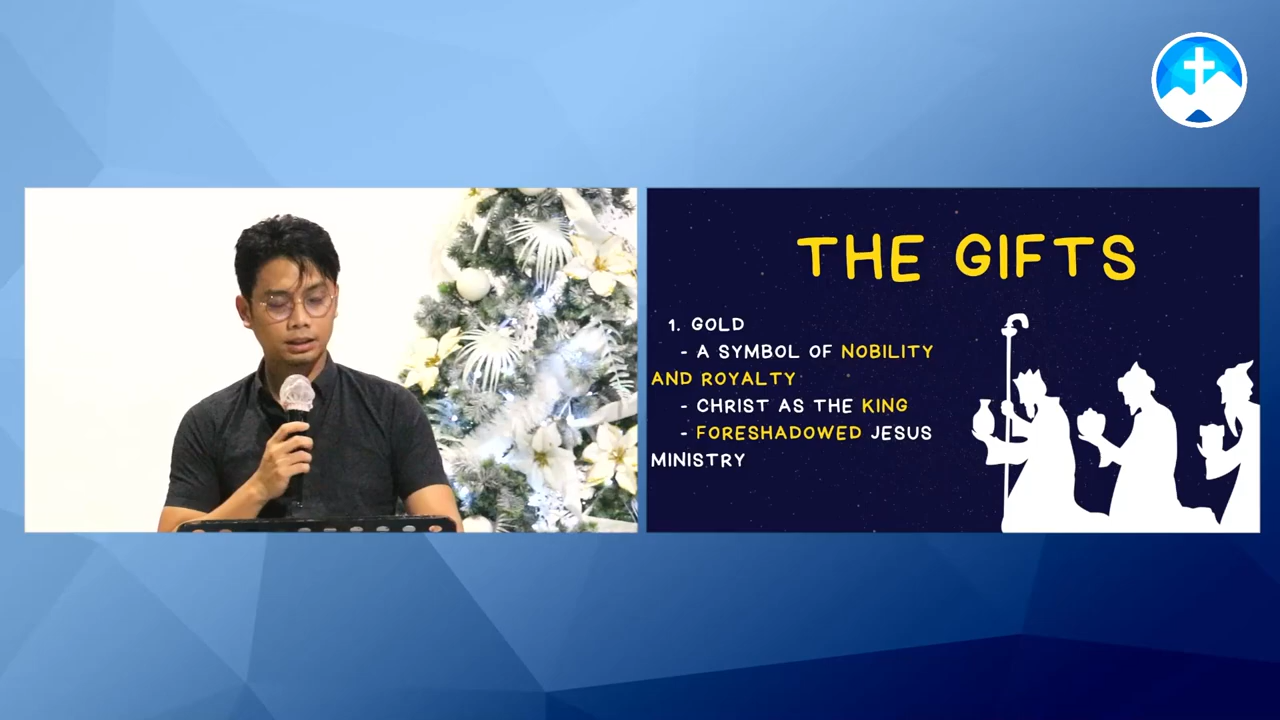 THE GIFTS
1. GOLD
- A SYMBOL OF NOBILITY
AND ROYALTY
- CHRIST AS THE KING
- FORESHADOWED JESUS
MINISTRY